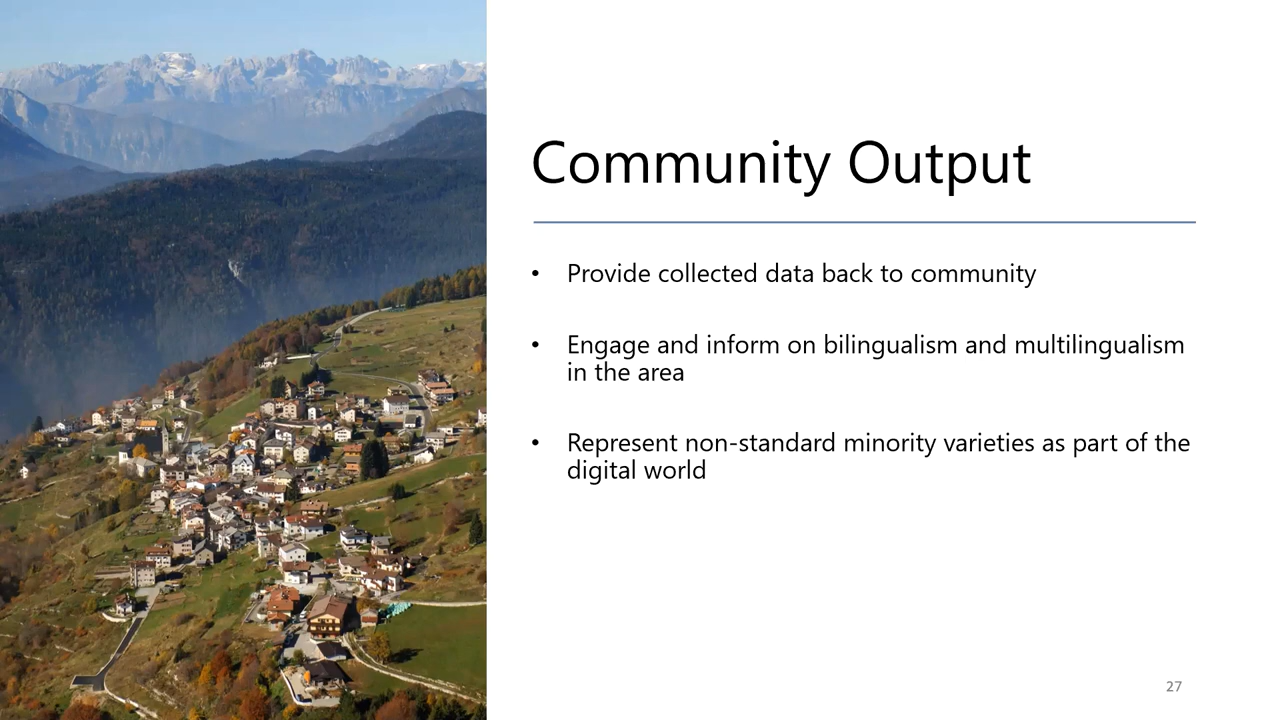 Community Output
• Provide collected data back to community
• Engage and inform on bilingualism and multilingualism
in the area
• Represent non-standard minority varieties as part of the
digital world
27